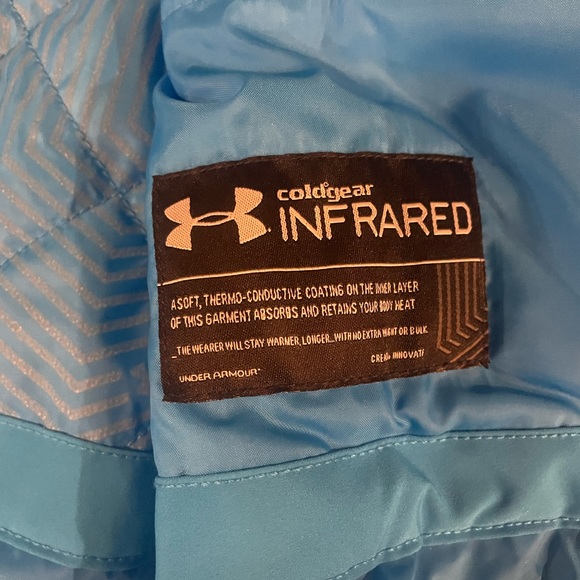 coldgear
INFRARED
A SOFT, THERMO-CONDUCTIVE COATING ON THE INNER LAYER
OF THIS GARMENT ABSORBS AND RETAINS YOUR BODY HEAT
...THE WEARER WILL STAY WARMER, LONGER...WITH NO EXTRA WEIGHT OR BULK.
UNDER ARMOUR